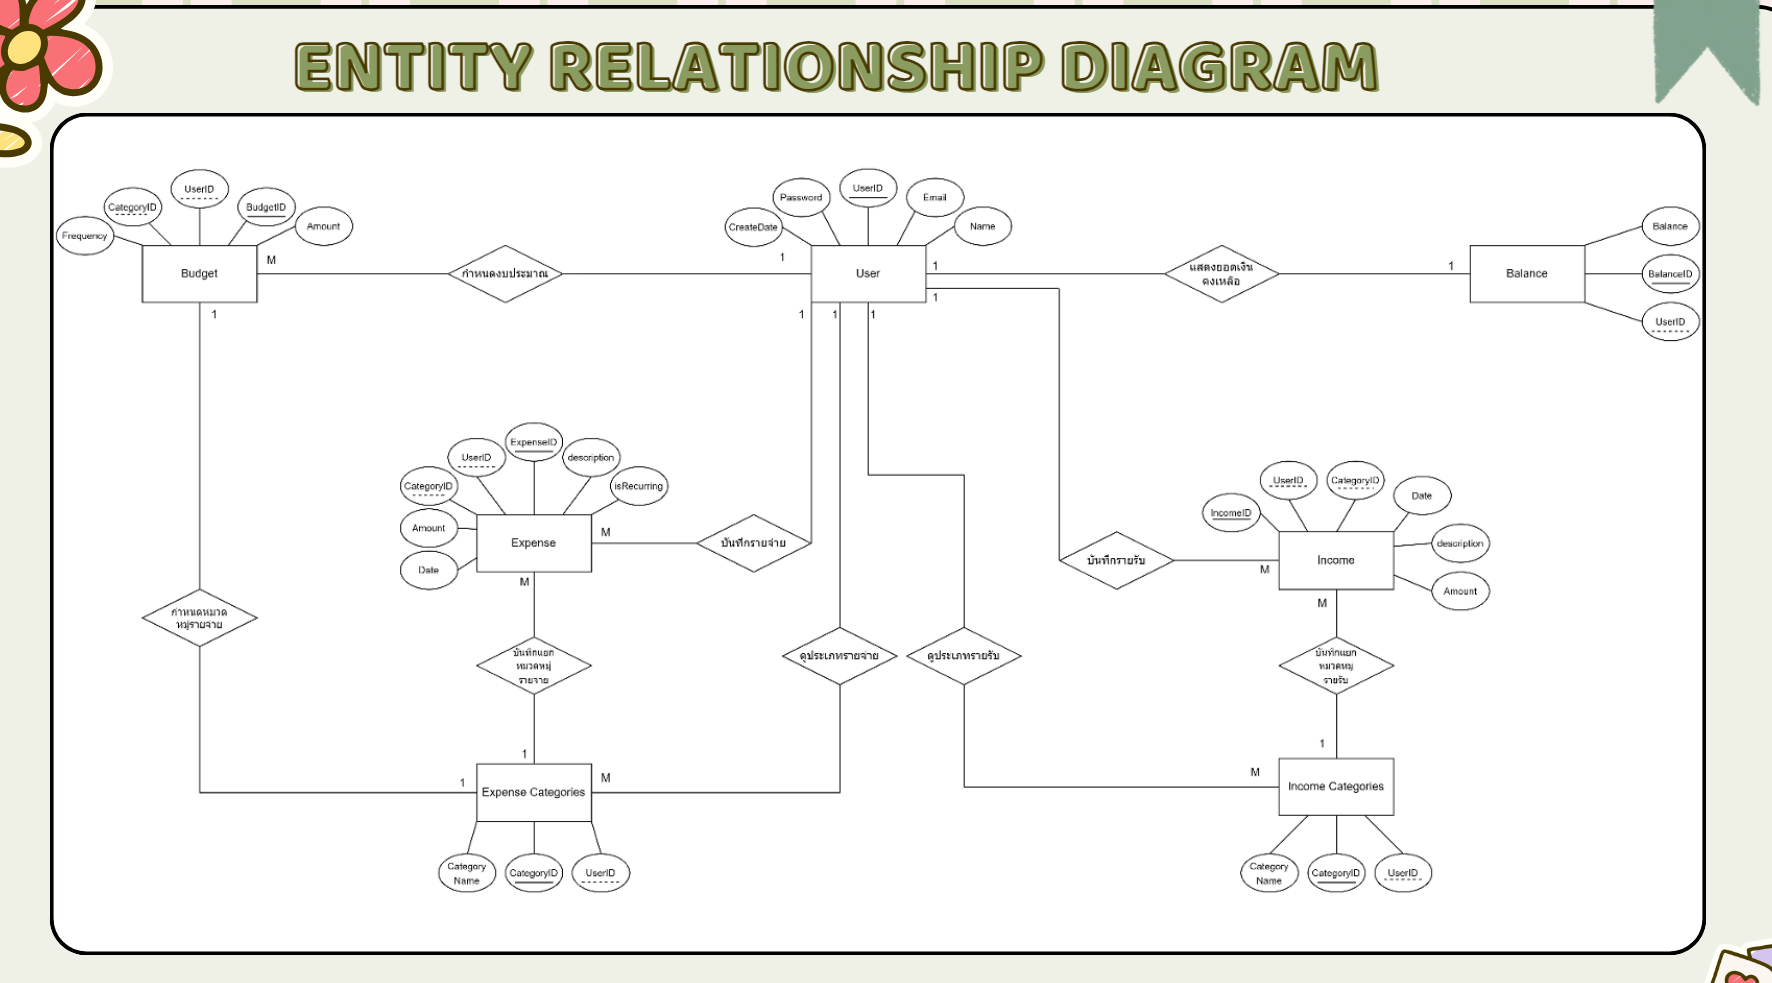 ENTITY RELATIONSHIP DIAGRAM
Frequency
CategoryID
UserID
BudgetID
Amount
Budget
M
1
กำหนดงบประมาณ
1
CreateDate
Password
UserID
Email
Name
User
1
1
1
1
1
แสดงยอดเงิน
คงเหลือ
1
Balance
Balance
BalanceID
UserID
ExpenseID
UserID
description
CategoryID
isRecurring
Amount
Date
Expense
M
M
บันทึกรายจ่าย
UserID
CategoryID
IncomeID
Date
description
Amount
Income
M
M
บันทึกรายรับ
กำหนดหมวด
หมู่รายจ่าย
บันทึกแยก
หมวดหมู่
รายจาย
ดูประเภทรายจ่าย
ดูประเภทรายรับ
บันทึกแยก
หมวดหมู
รายรับ
1
1
Expense Categories
M
Category
Name
CategoryID
UserID
1
M
Income Categories
Category
Name
CategoryID
UserID